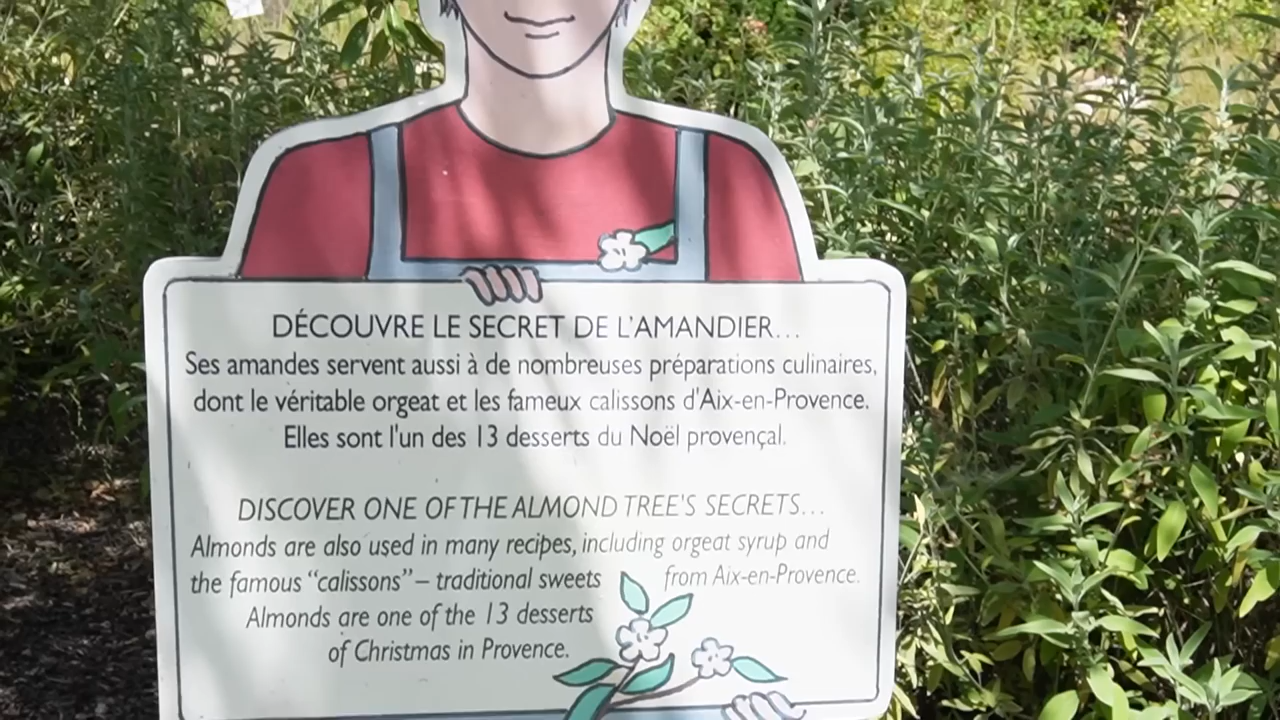 DÉCOUVRE LE SECRET DE L'AMANDIER...
Ses amandes servent aussi à de nombreuses préparations culinaires,
dont le véritable orgeat et les fameux calissons d'Aix-en-Provence.
Elles sont l'un des 13 desserts du Noël provençal.
DISCOVER ONE OF THE ALMOND TREE'S SECRETS...
Almonds are also used in many recipes, including orgeat syrup and
the famous “calissons” – traditional sweets from Aix-en-Provence.
Almonds are one of the 13 desserts
of Christmas in Provence.